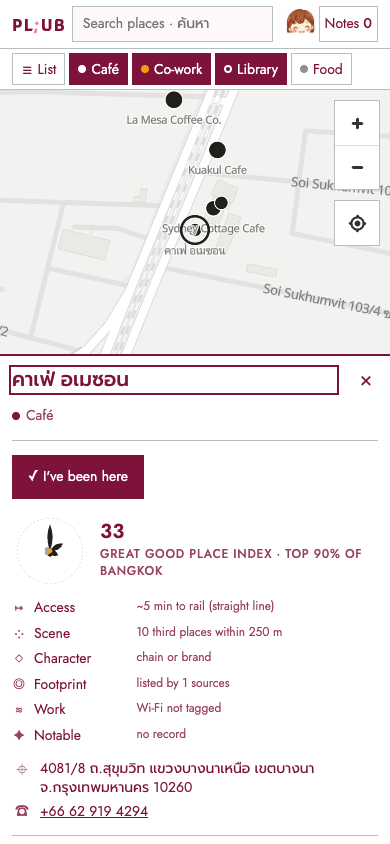 PL;UB
Search places · ค้นหา
Notes 0
List
Café
Co-work
Library
Food
La Mesa Coffee Co.
Kuakul Cafe
Soi Sukhumvit 10
Sydney Cottage Cafe
คาเฟ่ อเมซอน
Soi Sukhumvit 103/4
/2
คาเฟ่ อเมซอน
Café
✓ I've been here
33
GREAT GOOD PLACE INDEX · TOP 90% OF
BANGKOK
Access ~5 min to rail (straight line)
Scene 10 third places within 250 m
Character chain or brand
Footprint listed by 1 sources
Work Wi-Fi not tagged
Notable no record
4081/8 ถ.สุขุมวิท แขวงบางนาเหนือ เขตบางนา
จ.กรุงเทพมหานคร 10260
+66 62 919 4294